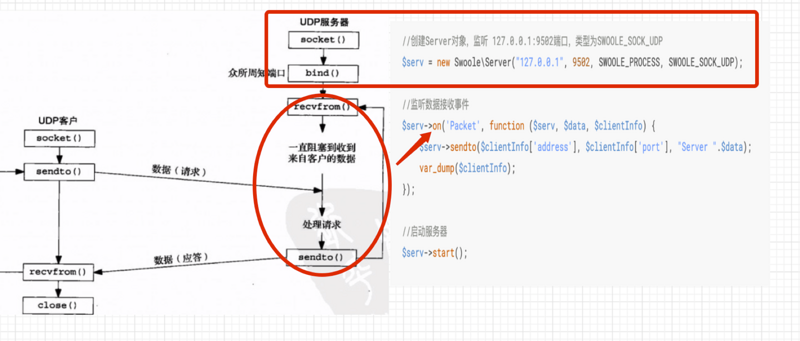 UDP服务器
socket()
众所周知端口
bind()
recvfrom()
一直阻塞到收到
来自客户的数据
处理请求
sendto()
UDP客户
socket()
sendto()
数据(请求)
数据(应答)
recvfrom()
close()
//创建Server对象，监听 127.0.0.1:9502端口，类型为SWOOLE_SOCK_UDP
$serv = new Swoole\Server("127.0.0.1", 9502, SWOOLE_PROCESS, SWOOLE_SOCK_UDP);
//监听数据接收事件
$serv->on('Packet', function ($serv, $data, $clientInfo) {
$serv->sendto($clientInfo['address'], $clientInfo['port'], "Server ".$data);
var_dump($clientInfo);
});
//启动服务器
$serv->start();